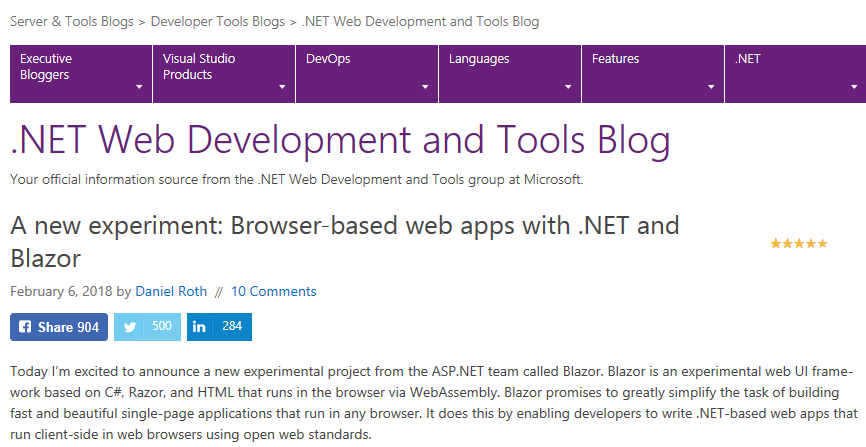 Server & Tools Blogs > Developer Tools Blogs > .NET Web Development and Tools Blog
Executive Bloggers
Visual Studio Products
DevOps
Languages
Features
.NET
.NET Web Development and Tools Blog
Your official information source from the .NET Web Development and Tools group at Microsoft.
A new experiment: Browser-based web apps with .NET and
Blazor
February 6, 2018 by Daniel Roth // 10 Comments
Share 904 500 284
Today I'm excited to announce a new experimental project from the ASP.NET team called Blazor. Blazor is an experimental web UI frame-
work based on C#, Razor, and HTML that runs in the browser via WebAssembly. Blazor promises to greatly simplify the task of building
fast and beautiful single-page applications that run in any browser. It does this by enabling developers to write .NET-based web apps that
run client-side in web browsers using open web standards.